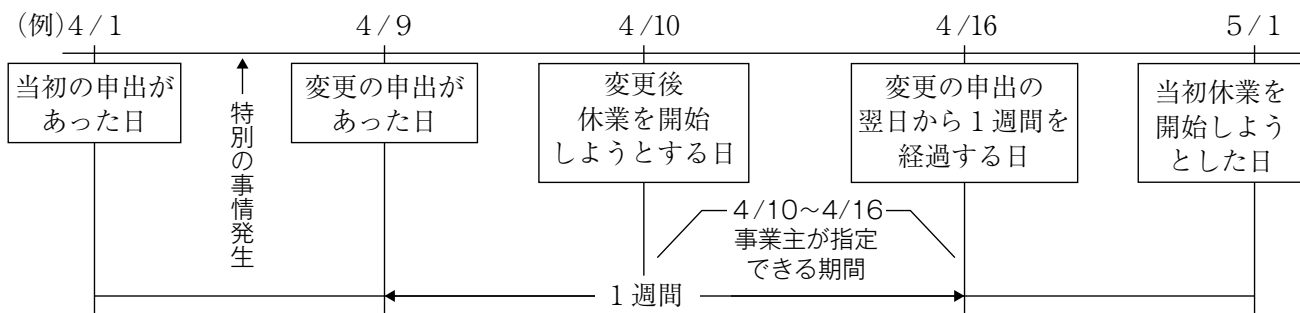 (例) 4/1 4/9 4/10 4/16 5/1
当初の申出が
あった日
特別の事情発生
変更の申出が
あった日
変更後
休業を開始
しようとする日
変更の申出の
翌日から1週間を
経過する日
当初休業を
開始しよう
とした日
4/10~4/16
事業主が指定
できる期間
1週間